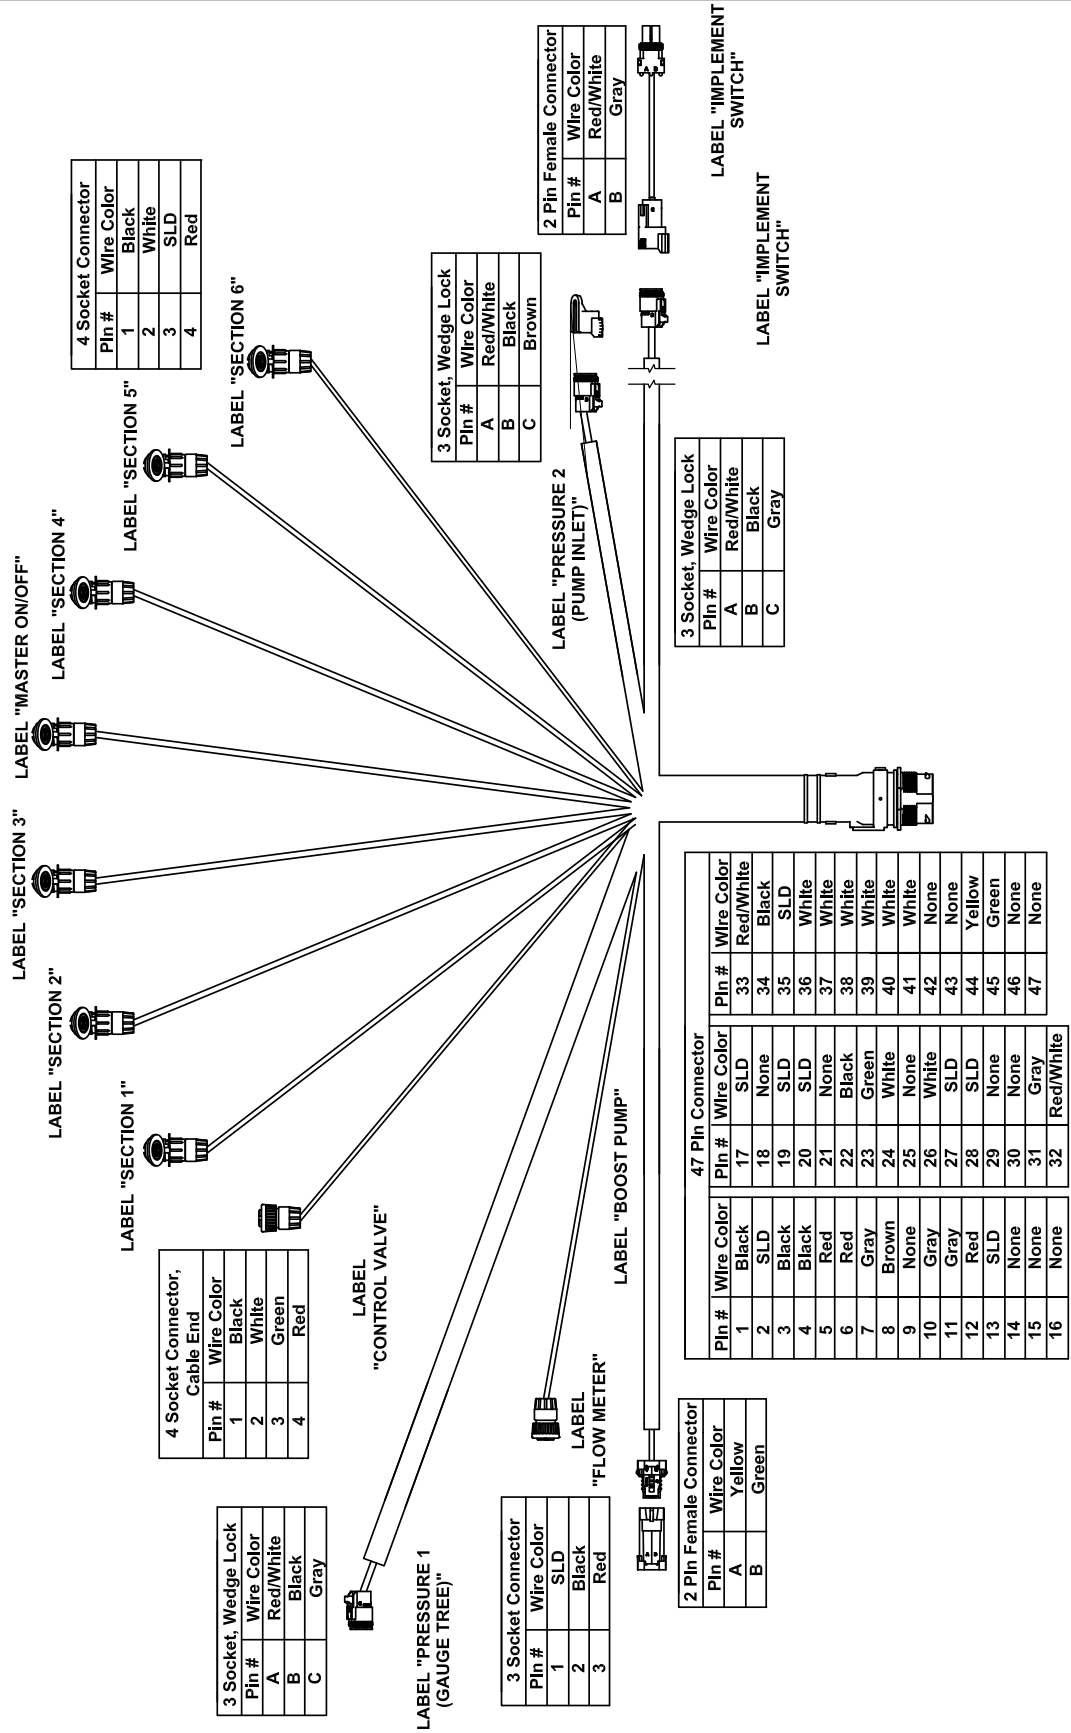 LABEL "SECTION 3"
LABEL "MASTER ON/OFF"
LABEL "SECTION 2"
LABEL "SECTION 4"
4 Socket Connector
Pin # Wire Color
1 Black
2 White
3 SLD
4 Red
LABEL "SECTION 1"
LABEL "SECTION 5"
4 Socket Connector,
Cable End
Pin # Wire Color
1 Black
2 White
3 Green
4 Red
LABEL "SECTION 6"
3 Socket, Wedge Lock
Pin # Wire Color
A Red/White
B Black
C Gray
LABEL
"CONTROL VALVE"
LABEL "PRESSURE 1
(GAUGE TREE)"
3 Socket, Wedge Lock
Pin # Wire Color
A Red/White
B Black
C Brown
3 Socket Connector
Pin # Wire Color
1 SLD
2 Black
3 Red
LABEL
"FLOW METER"
LABEL "PRESSURE 2
(PUMP INLET)"
2 Pin Female Connector
Pin # Wire Color
A Red/White
B Gray
A B
LABEL "BOOST PUMP"
2 Pin Female Connector
Pin # Wire Color
A Yellow
B Green
3 Socket, Wedge Lock
Pin # Wire Color
A Red/White
B Black
C Gray
LABEL "IMPLEMENT
SWITCH"
LABEL "IMPLEMENT
SWITCH"
47 Pin Connector
Pin # Wire Color Pin # Wire Color Pin # Wire Color
1 Black 17 SLD 33 Red/White
2 SLD 18 None 34 Black
3 Black 19 SLD 35 SLD
4 Black 20 SLD 36 White
5 Red 21 None 37 White
6 Red 22 Black 38 White
7 Gray 23 Green 39 White
8 Brown 24 White 40 White
9 None 25 None 41 White
10 Gray 26 White 42 None
11 Gray 27 SLD 43 None
12 Red 28 SLD 44 Yellow
13 SLD 29 None 45 Green
14 None 30 None 46 None
15 None 31 Gray 47 None
16 None 32 Red/White